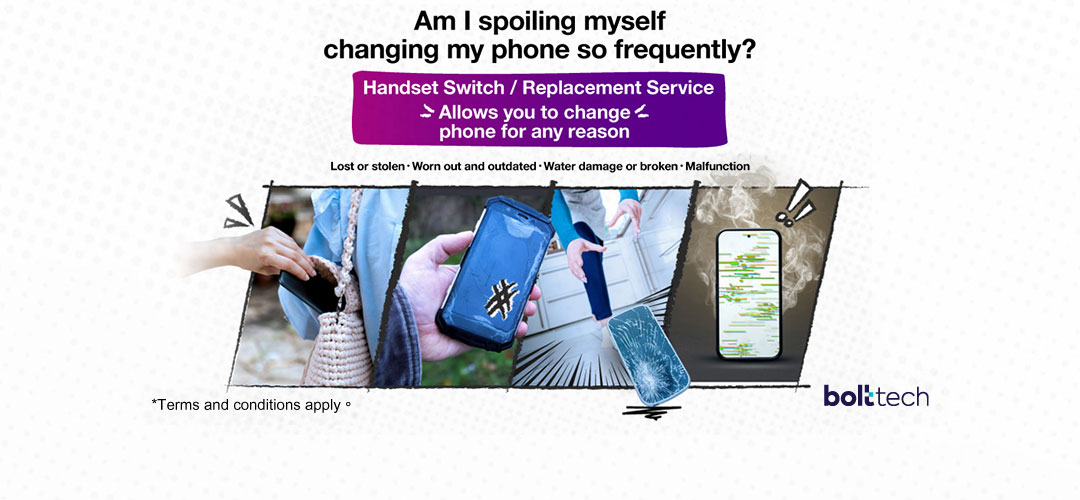 Am I spoiling myself
changing my phone so frequently?
Handset Switch / Replacement Service
Allows you to change
phone for any reason
Lost or stolen · Worn out and outdated · Water damage or broken · Malfunction
*Terms and conditions apply。
bolttech